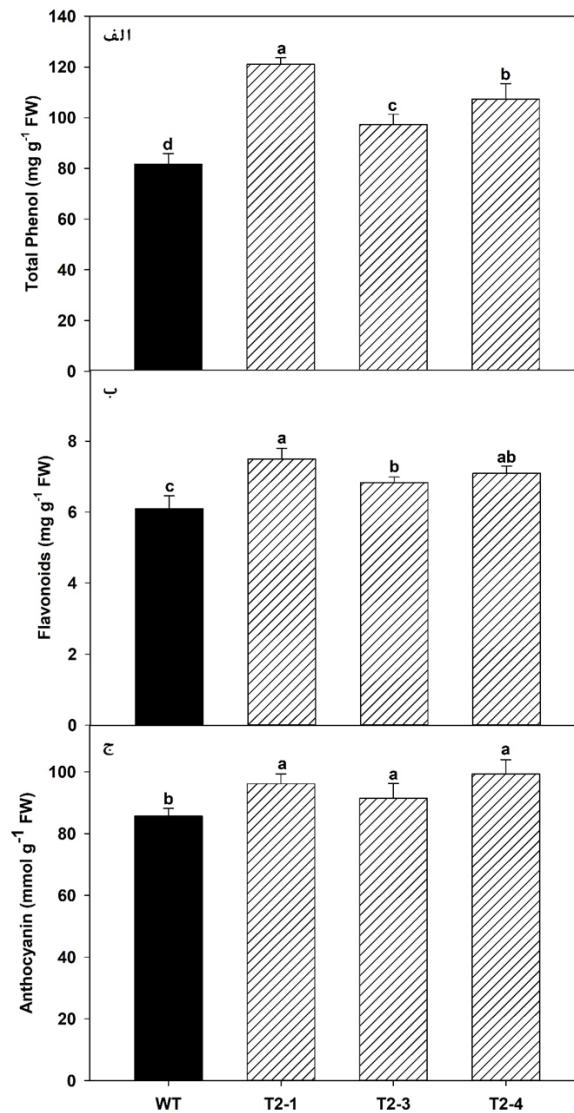 الف
Total Phenol (mg g⁻¹ FW)
140
120
100
80
60
40
20
0
d
a
c
b
ب
Flavonoids (mg g⁻¹ FW)
8
6
4
2
0
c
a
b
ab
ج
Anthocyanin (mmol g⁻¹ FW)
100
80
60
40
20
0
b
a
a
a
WT T2-1 T2-3 T2-4